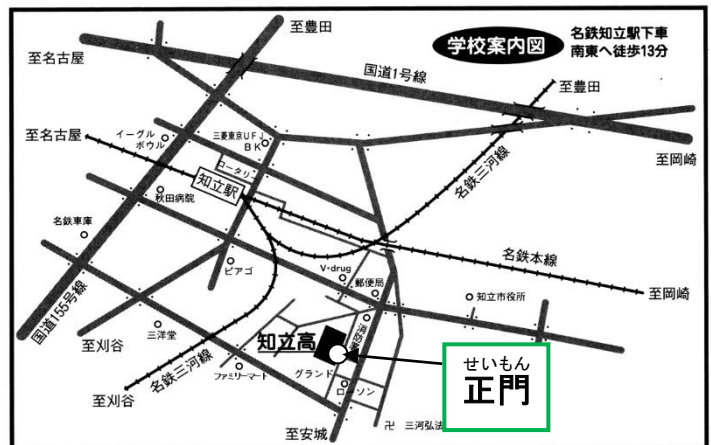 至豊田
学校案内図
名鉄知立駅下車
南東へ徒歩13分
至名古屋
国道1号線
至豊田
至名古屋
イーグル
ボウル
三菱東京UFJ
BK
ロータリー
至岡崎
知立駅
名鉄三河線
秋田病院
名鉄車庫
ピアゴ
名鉄本線
V-drug
郵便局
知立市役所
至岡崎
国道155号線
三洋堂
消防署
知立高
せいもん
正門
至刈谷
名鉄三河線
ファミリーマート
グランド
ローソン
至刈谷
至安城
卍 三河弘法